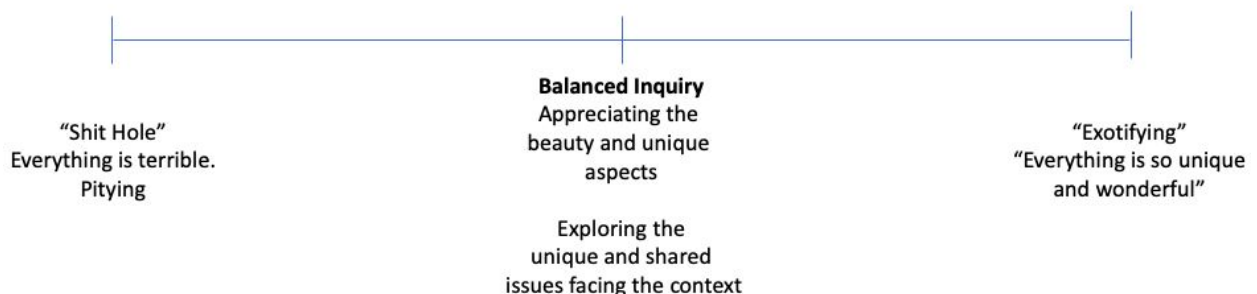 “Shit Hole”
Everything is terrible.
Pitying
Balanced Inquiry
Appreciating the
beauty and unique
aspects
Exploring the
unique and shared
issues facing the context
“Exotifying”
“Everything is so unique
and wonderful”